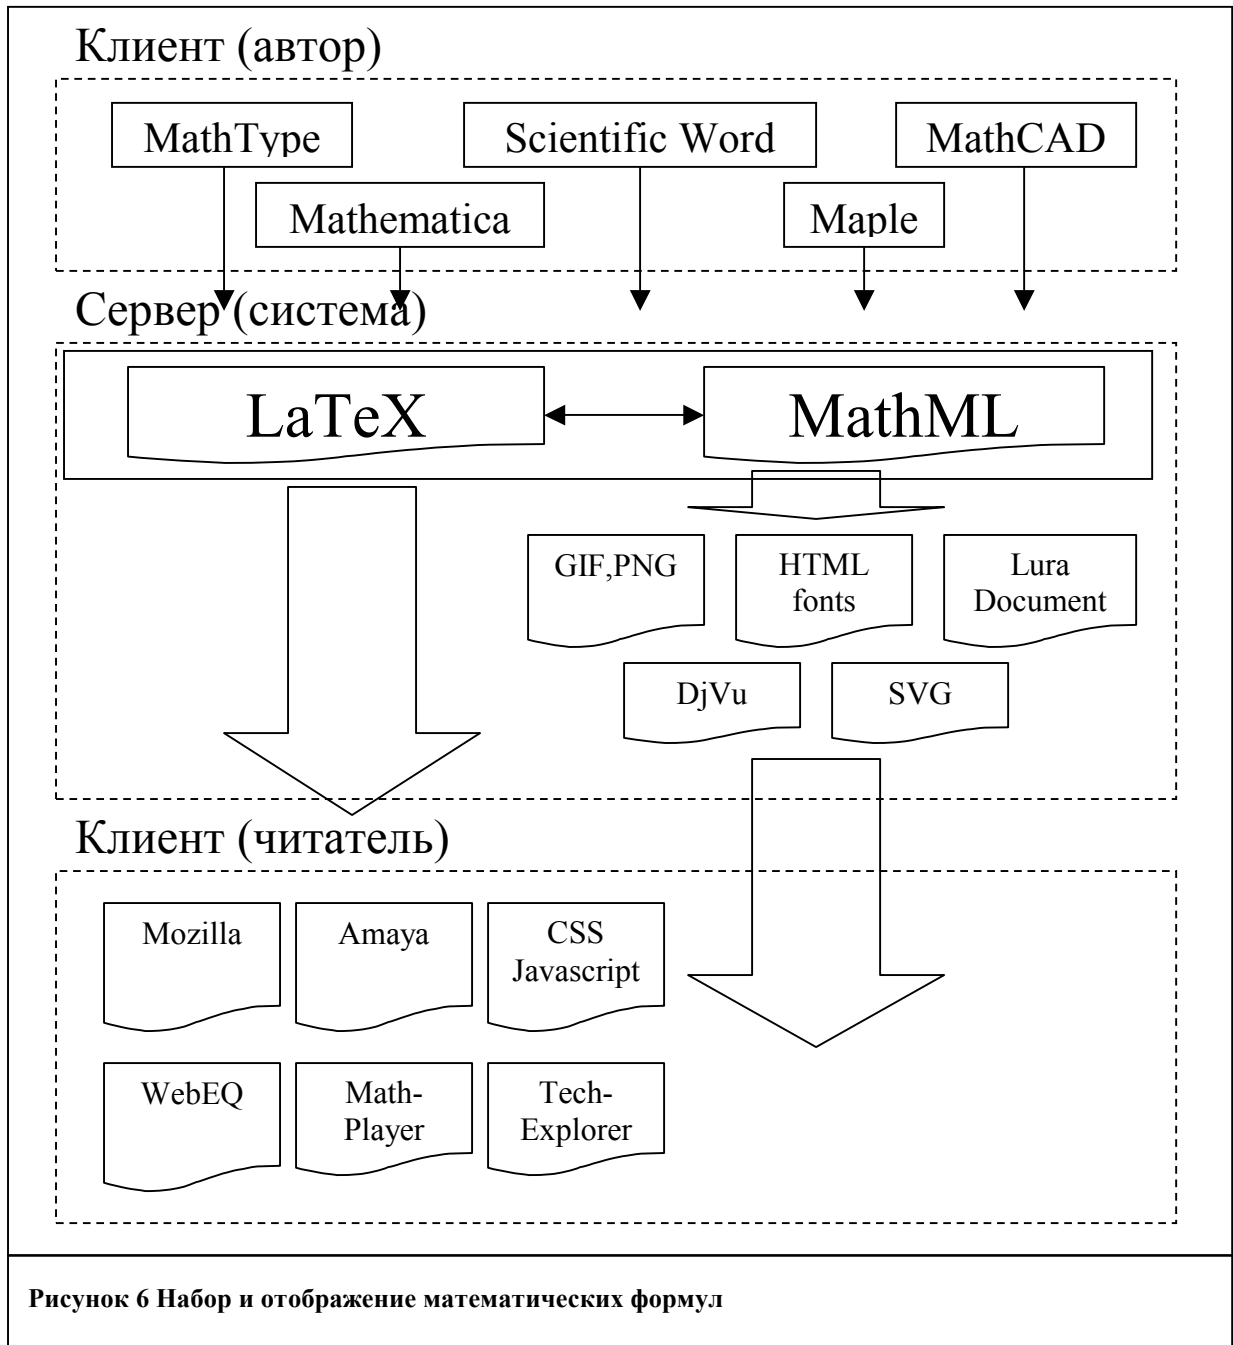 Клиент (автор)
MathType
Scientific Word
MathCAD
Mathematica
Maple
Сервер (система)
LaTeX
MathML
GIF,PNG
HTML
fonts
Lura
Document
DjVu
SVG
Клиент (читатель)
Mozilla
Amaya
CSS
Javascript
WebEQ
Math-
Player
Tech-
Explorer
Рисунок 6 Набор и отображение математических формул